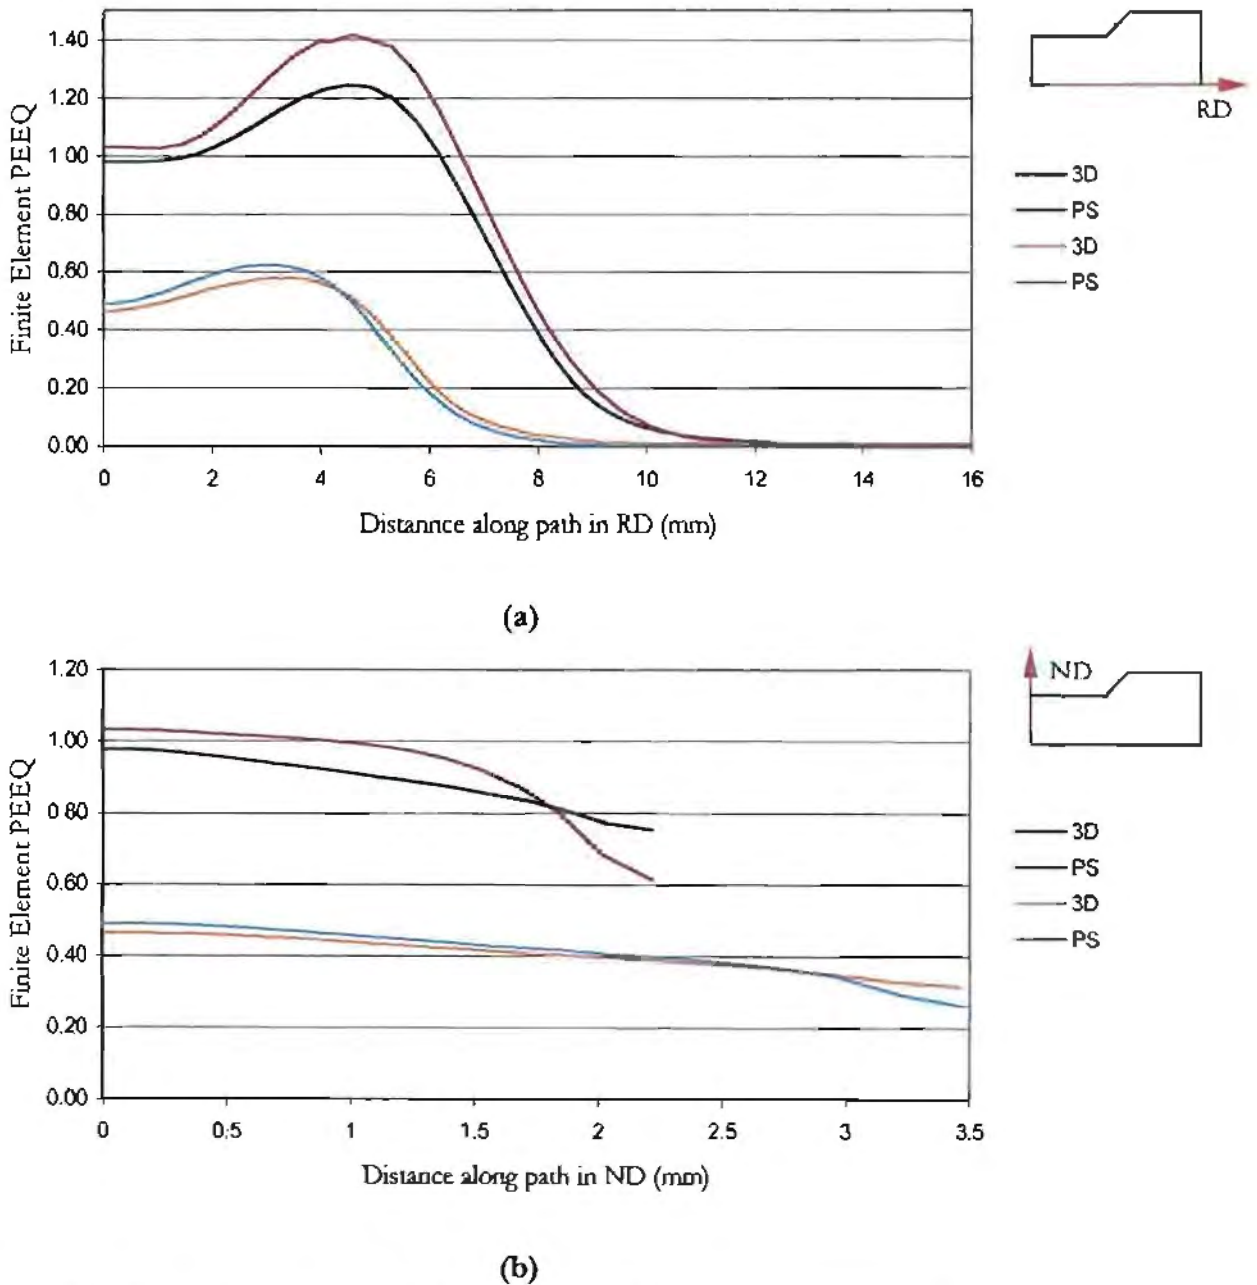 1.40
1.20
1.00
0.80
0.60
0.40
0.20
0.00
Finite Element PEEQ
0 2 4 6 8 10 12 14 16
Distannce along path in RD (mm)
RD
3D
PS
3D
PS
(a)
1.20
1.00
0.80
0.60
0.40
0.20
0.00
Finite Element PEEQ
0 0.5 1 1.5 2 2.5 3 3.5
Distance along path in ND (mm)
ND
3D
PS
3D
PS
(b)